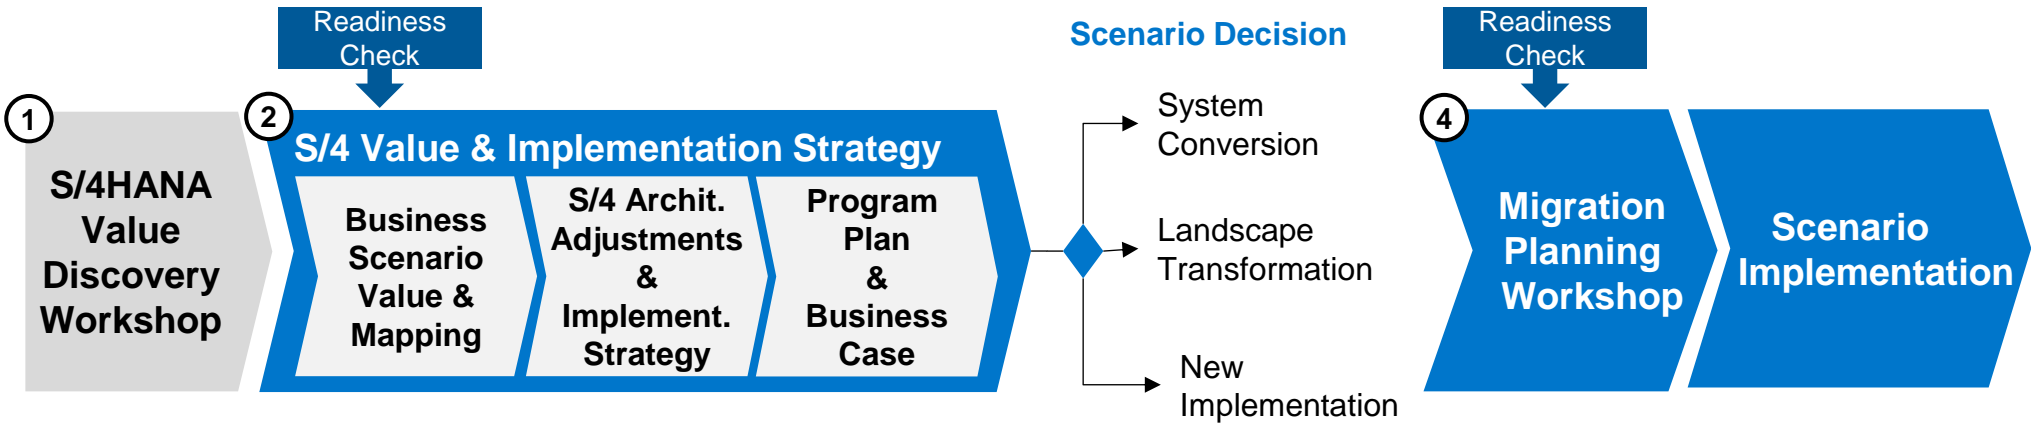 1
S/4HANA
Value
Discovery
Workshop
Readiness
Check
2
S/4 Value & Implementation Strategy
Business
Scenario
Value &
Mapping
S/4 Archit.
Adjustments
&
Implement.
Strategy
Program
Plan
&
Business
Case
Scenario Decision
System
Conversion
Landscape
Transformation
New
Implementation
Readiness
Check
4
Migration
Planning
Workshop
Scenario
Implementation